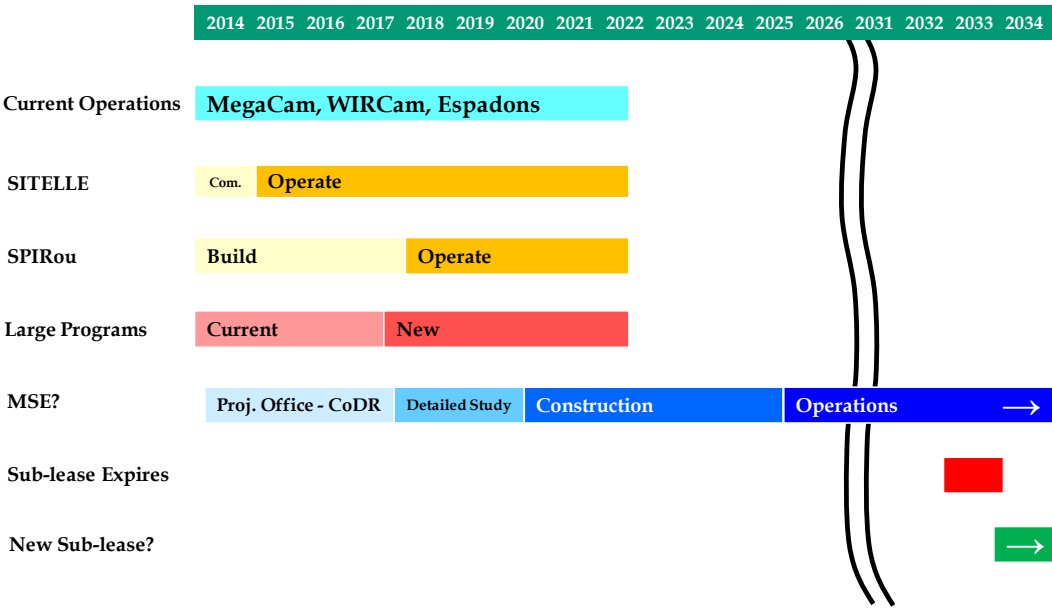 2014 2015 2016 2017 2018 2019 2020 2021 2022 2023 2024 2025 2026 2031 2032 2033 2034
Current Operations MegaCam, WIRCam, Espadons
SITELLE Com. Operate
SPIRou Build Operate
Large Programs Current New
MSE? Proj. Office - CoDR Detailed Study Construction Operations →
Sub-lease Expires
New Sub-lease? →